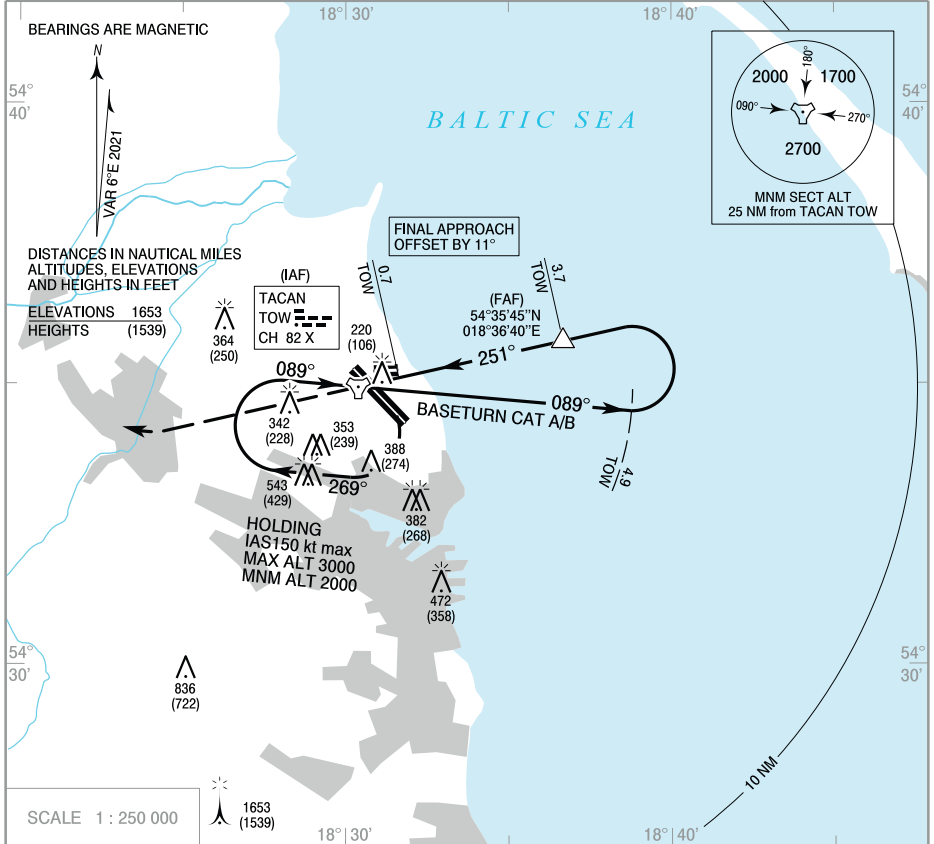 18° 30'
18° 40'
BEARINGS ARE MAGNETIC
N
VAR 6°E 2021
54°
40'
54°
40'
BALTIC SEA
2000
180°
1700
090°
270°
2700
MNM SECT ALT
25 NM from TACAN TOW
DISTANCES IN NAUTICAL MILES
ALTITUDES, ELEVATIONS
AND HEIGHTS IN FEET
ELEVATIONS 1653
HEIGHTS (1539)
FINAL APPROACH
OFFSET BY 11°
0.7
TOW
3.7
TOW
(IAF)
TACAN
TOW
CH 82 X
(FAF)
54°35'45''N
018°36'40''E
364
(250)
220
(106)
251°
089°
089°
BASETURN CAT A/B
342
(228)
353
(239)
388
(274)
4.9
TOW
543
(429)
269°
382
(268)
HOLDING
IAS150 kt max
MAX ALT 3000
MNM ALT 2000
472
(358)
54°
30'
54°
30'
836
(722)
10 NM
1653
(1539)
SCALE 1 : 250 000
18° 30'
18° 40'